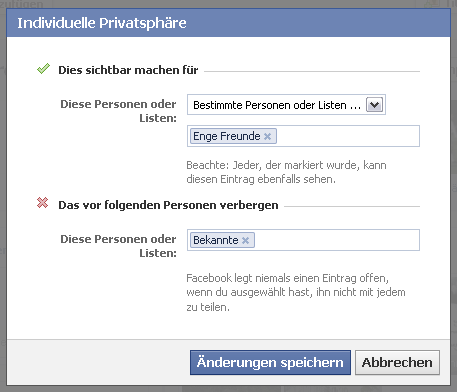 Individuelle Privatsphäre
Dies sichtbar machen für
Diese Personen oder
Listen:
Bestimmte Personen oder Listen ...
Enge Freunde ×
Beachte: Jeder, der markiert wurde, kann
diesen Eintrag ebenfalls sehen.
Das vor folgenden Personen verbergen
Diese Personen oder
Listen:
Bekannte ×
Facebook legt niemals einen Eintrag offen,
wenn du ausgewählt hast, ihn nicht mit jedem
zu teilen.
Änderungen speichern
Abbrechen